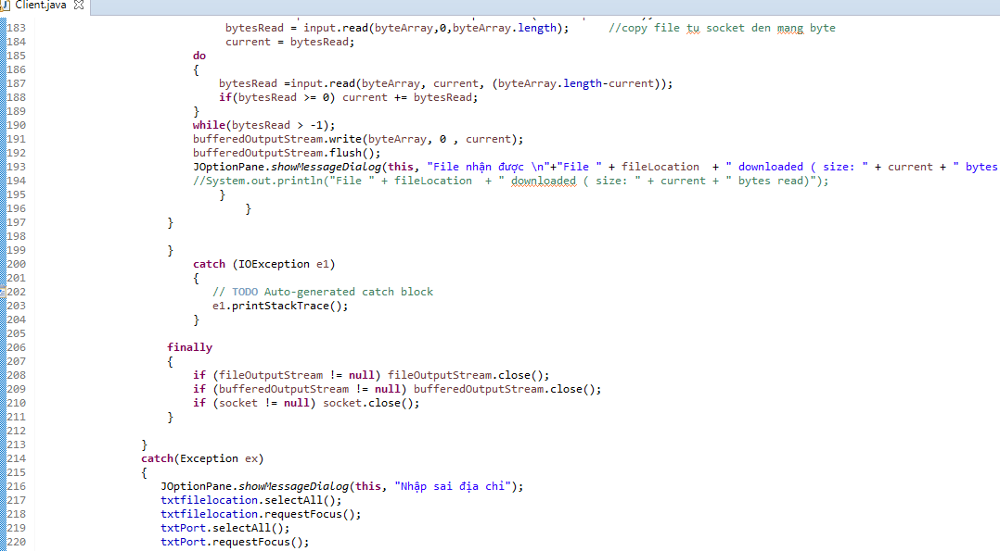 Client.java
183 bytesRead = input.read(byteArray,0,byteArray.length); //copy file tu socket den mang byte
184 current = bytesRead;
185 do
186 {
187 bytesRead =input.read(byteArray, current, (byteArray.length-current));
188 if(bytesRead >= 0) current += bytesRead;
189 }
190 while(bytesRead > -1);
191 bufferedOutputStream.write(byteArray, 0 , current);
192 bufferedOutputStream.flush();
193 JOptionPane.showMessageDialog(this, "File nhận được \n"+"File " + fileLocation + " downloaded ( size: " + current + " bytes
194 //System.out.println("File " + fileLocation + " downloaded ( size: " + current + " bytes read)");
195 }
196 }
197 }
198
199 }
200 catch (IOException e1)
201 {
202 // TODO Auto-generated catch block
203 e1.printStackTrace();
204 }
205
206 finally
207 {
208 if (fileOutputStream != null) fileOutputStream.close();
209 if (bufferedOutputStream != null) bufferedOutputStream.close();
210 if (socket != null) socket.close();
211 }
212
213 }
214 catch(Exception ex)
215 {
216 JOptionPane.showMessageDialog(this, "Nhập sai địa chỉ");
217 txtfilelocation.selectAll();
218 txtfilelocation.requestFocus();
219 txtPort.selectAll();
220 txtPort.requestFocus();